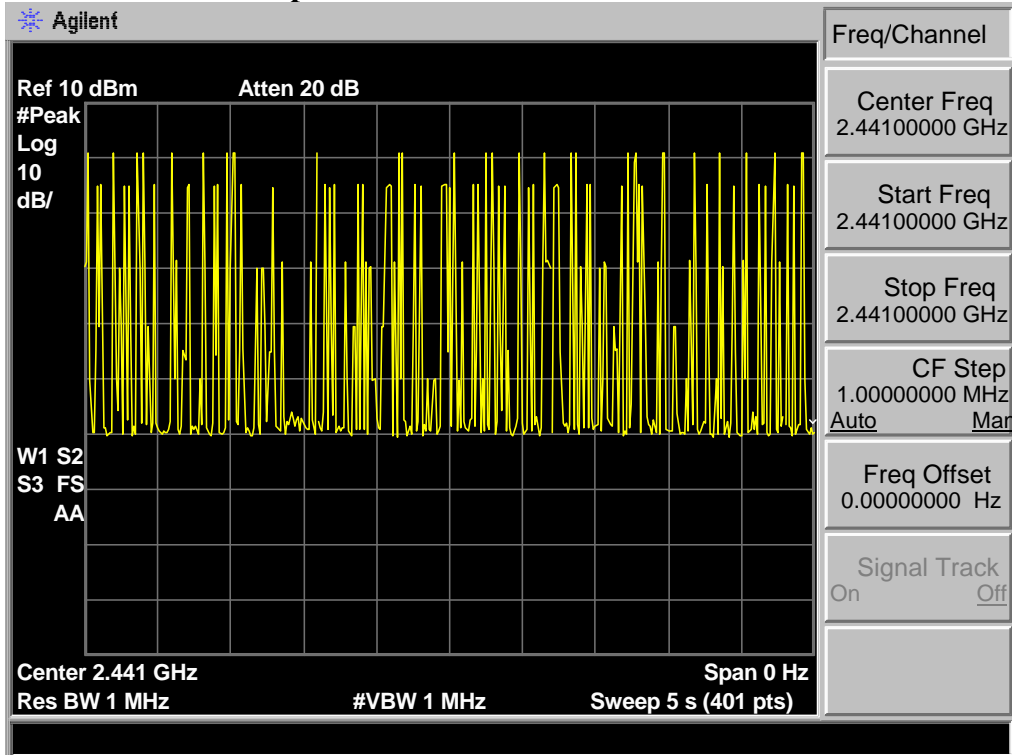 Agilent
Freq/Channel
Ref 10 dBm Atten 20 dB
#Peak
Log
10
dB/
W1 S2
S3 FS
AA
Center 2.441 GHz Span 0 Hz
Res BW 1 MHz #VBW 1 MHz Sweep 5 s (401 pts)
Center Freq
2.44100000 GHz
Start Freq
2.44100000 GHz
Stop Freq
2.44100000 GHz
CF Step
1.00000000 MHz
Auto Man
Freq Offset
0.00000000 Hz
Signal Track
On Off